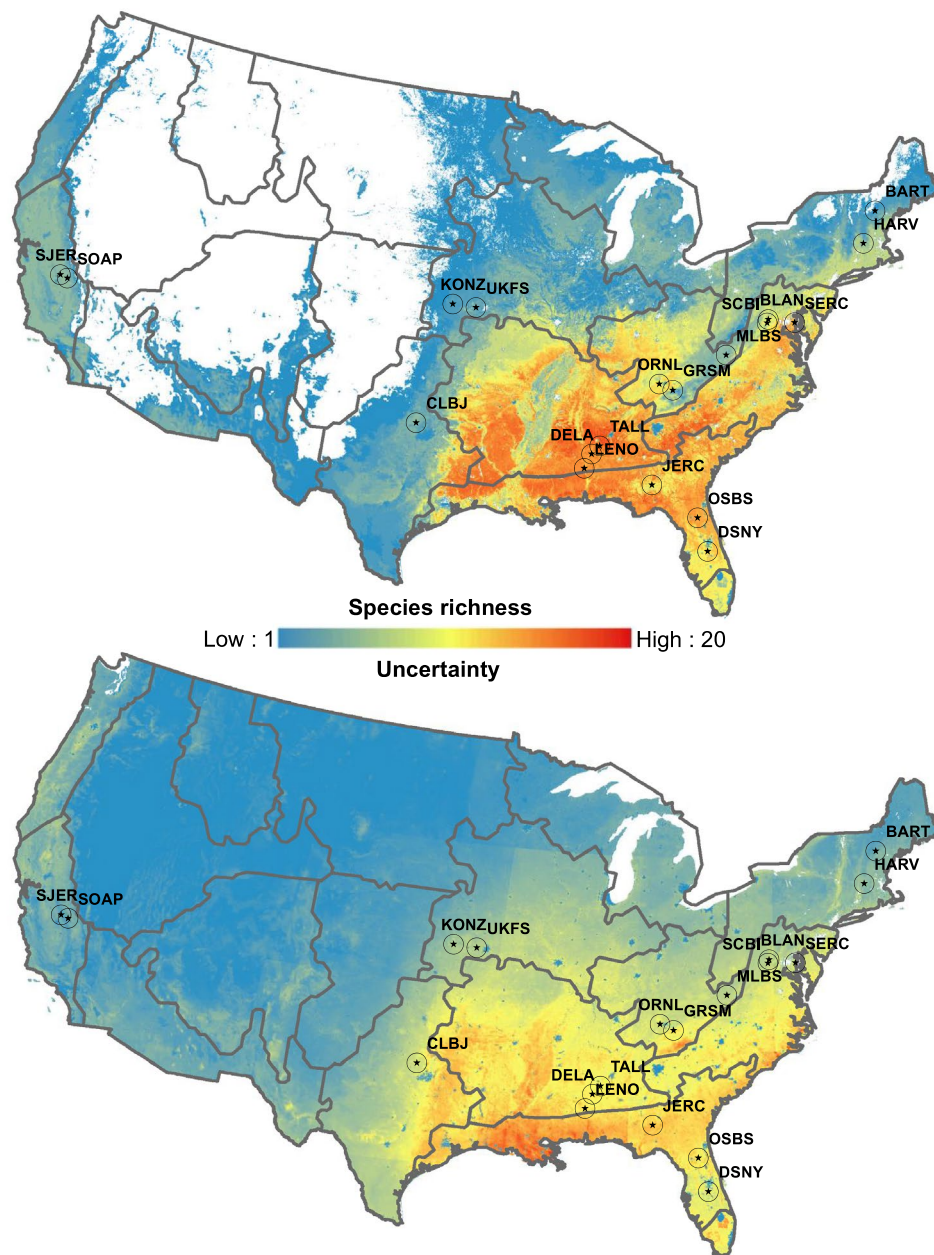 BART
HARV
SJER SOAP
KONZ UKFS
SCBI BLAN SERC
MLBS
ORNL GRSM
CLBJ
DELA TALL
LENO
JERC
OSBS
DSNY
Species richness
Low : 1 High : 20
Uncertainty
BART
HARV
SJER SOAP
KONZ UKFS
SCBI BLAN SERC
MLBS
ORNL GRSM
CLBJ
DELA TALL
LENO
JERC
OSBS
DSNY